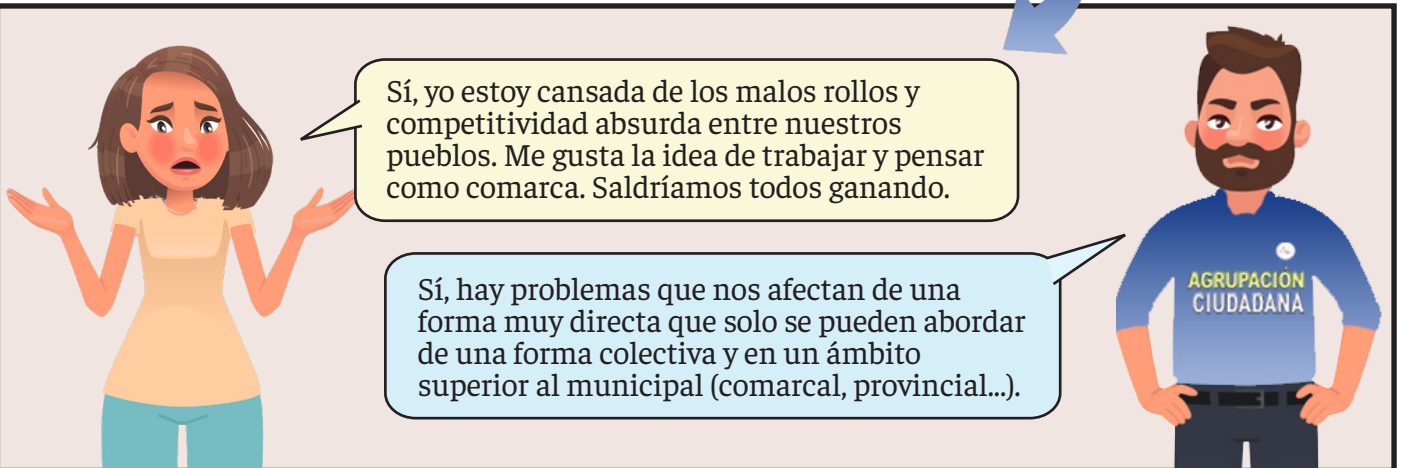 Sí, yo estoy cansada de los malos rollos y
competitividad absurda entre nuestros
pueblos. Me gusta la idea de trabajar y pensar
como comarca. Saldríamos todos ganando.
Sí, hay problemas que nos afectan de una
forma muy directa que solo se pueden abordar
de una forma colectiva y en un ámbito
superior al municipal (comarcal, provincial...).
AGRUPACIÓN
CIUDADANA